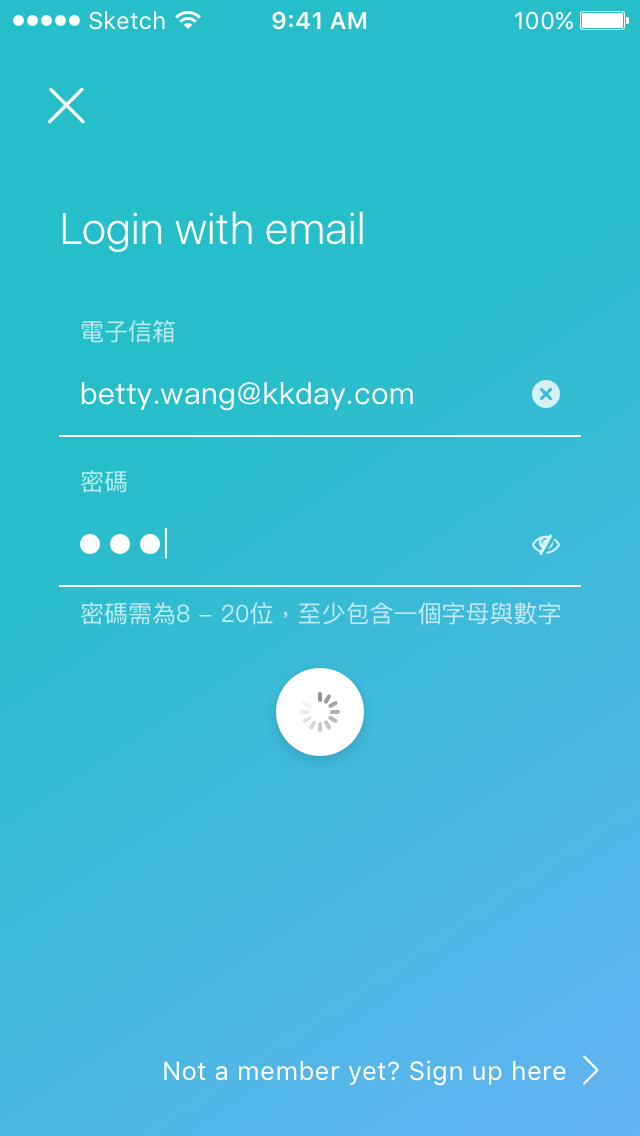 Sketch 9:41 AM 100%
Login with email
電子信箱
betty.wang@kkday.com
密碼
密碼需為8 – 20位，至少包含一個字母與數字
Not a member yet? Sign up here